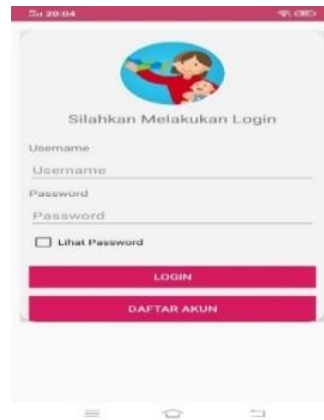 20:04
Silahkan Melakukan Login
Username
Username
Password
Password
Lihat Password
LOGIN
DAFTAR AKUN